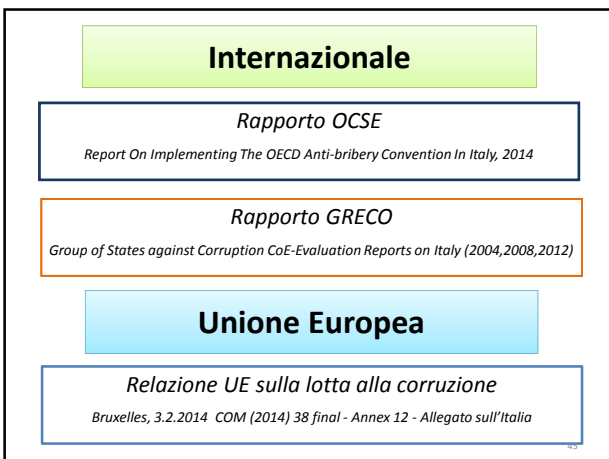 Internazionale
Rapporto OCSE
Report On Implementing The OECD Anti-bribery Convention In Italy, 2014
Rapporto GRECO
Group of States against Corruption CoE-Evaluation Reports on Italy (2004,2008,2012)
Unione Europea
Relazione UE sulla lotta alla corruzione
Bruxelles, 3.2.2014 COM (2014) 38 final - Annex 12 - Allegato sull'Italia